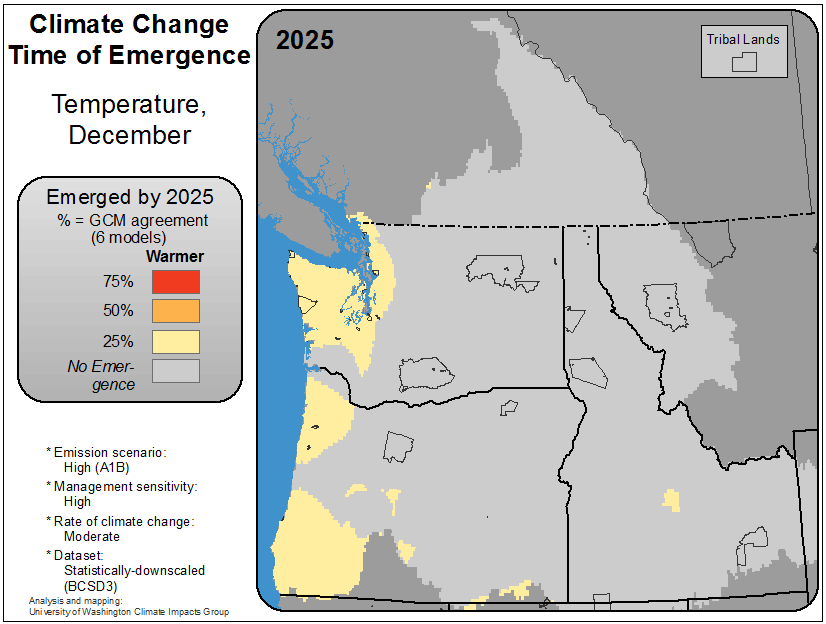 Climate Change
Time of Emergence
Temperature,
December
Emerged by 2025
% = GCM agreement
(6 models)
Warmer
75%
50%
25%
No Emer-
gence
* Emission scenario:
High (A1B)
* Management sensitivity:
High
* Rate of climate change:
Moderate
* Dataset:
Statistically-downscaled
(BCSD3)
Analysis and mapping:
University of Washington Climate Impacts Group
2025
Tribal Lands